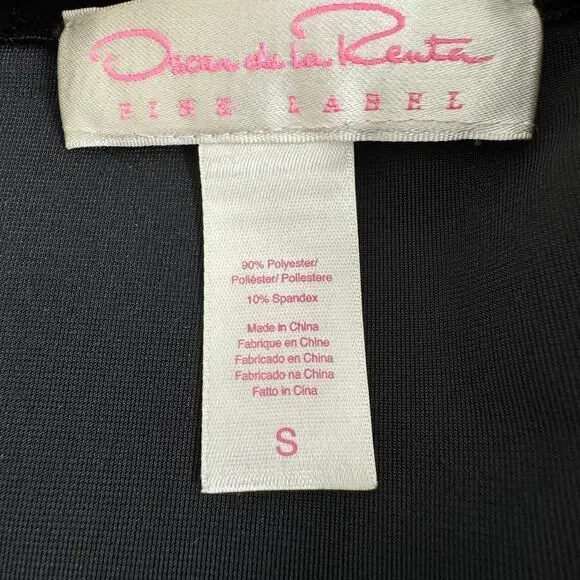 Oscar de la Renta
PINK LABEL
90% Polyester/
Poliéster/ Poliestere
10% Spandex
Made in China
Fabrique en Chine
Fabricado en China
Fabricado na China
Fatto in Cina
S